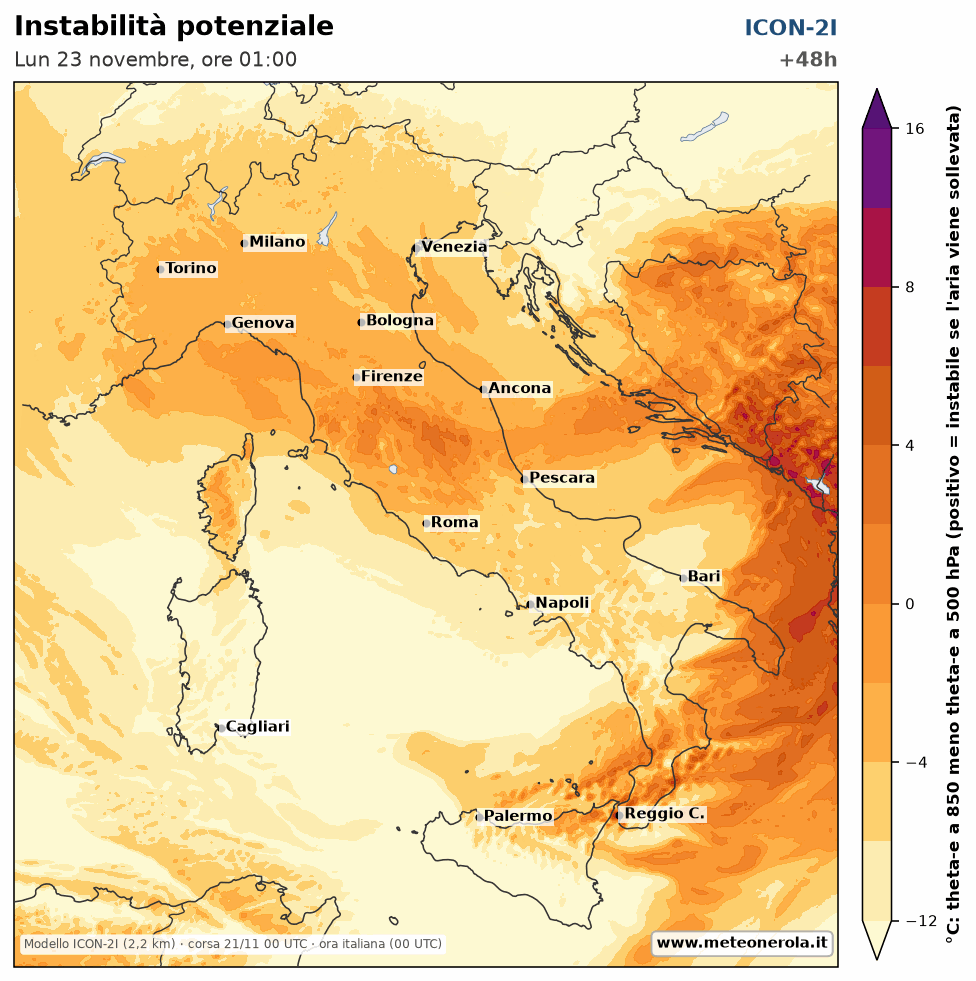 Instabilità potenziale
ICON-2I
Lun 23 novembre, ore 01:00
+48h
Milano
Venezia
Torino
Genova
Bologna
Firenze
Ancona
Pescara
Roma
Bari
Napoli
Cagliari
Palermo
Reggio C.
16
8
4
0
−4
−12
°C: theta-e a 850 meno theta-e a 500 hPa (positivo = instabile se l'aria viene sollevata)
Modello ICON-2I (2,2 km) · corsa 21/11 00 UTC · ora italiana (00 UTC)
www.meteonerola.it